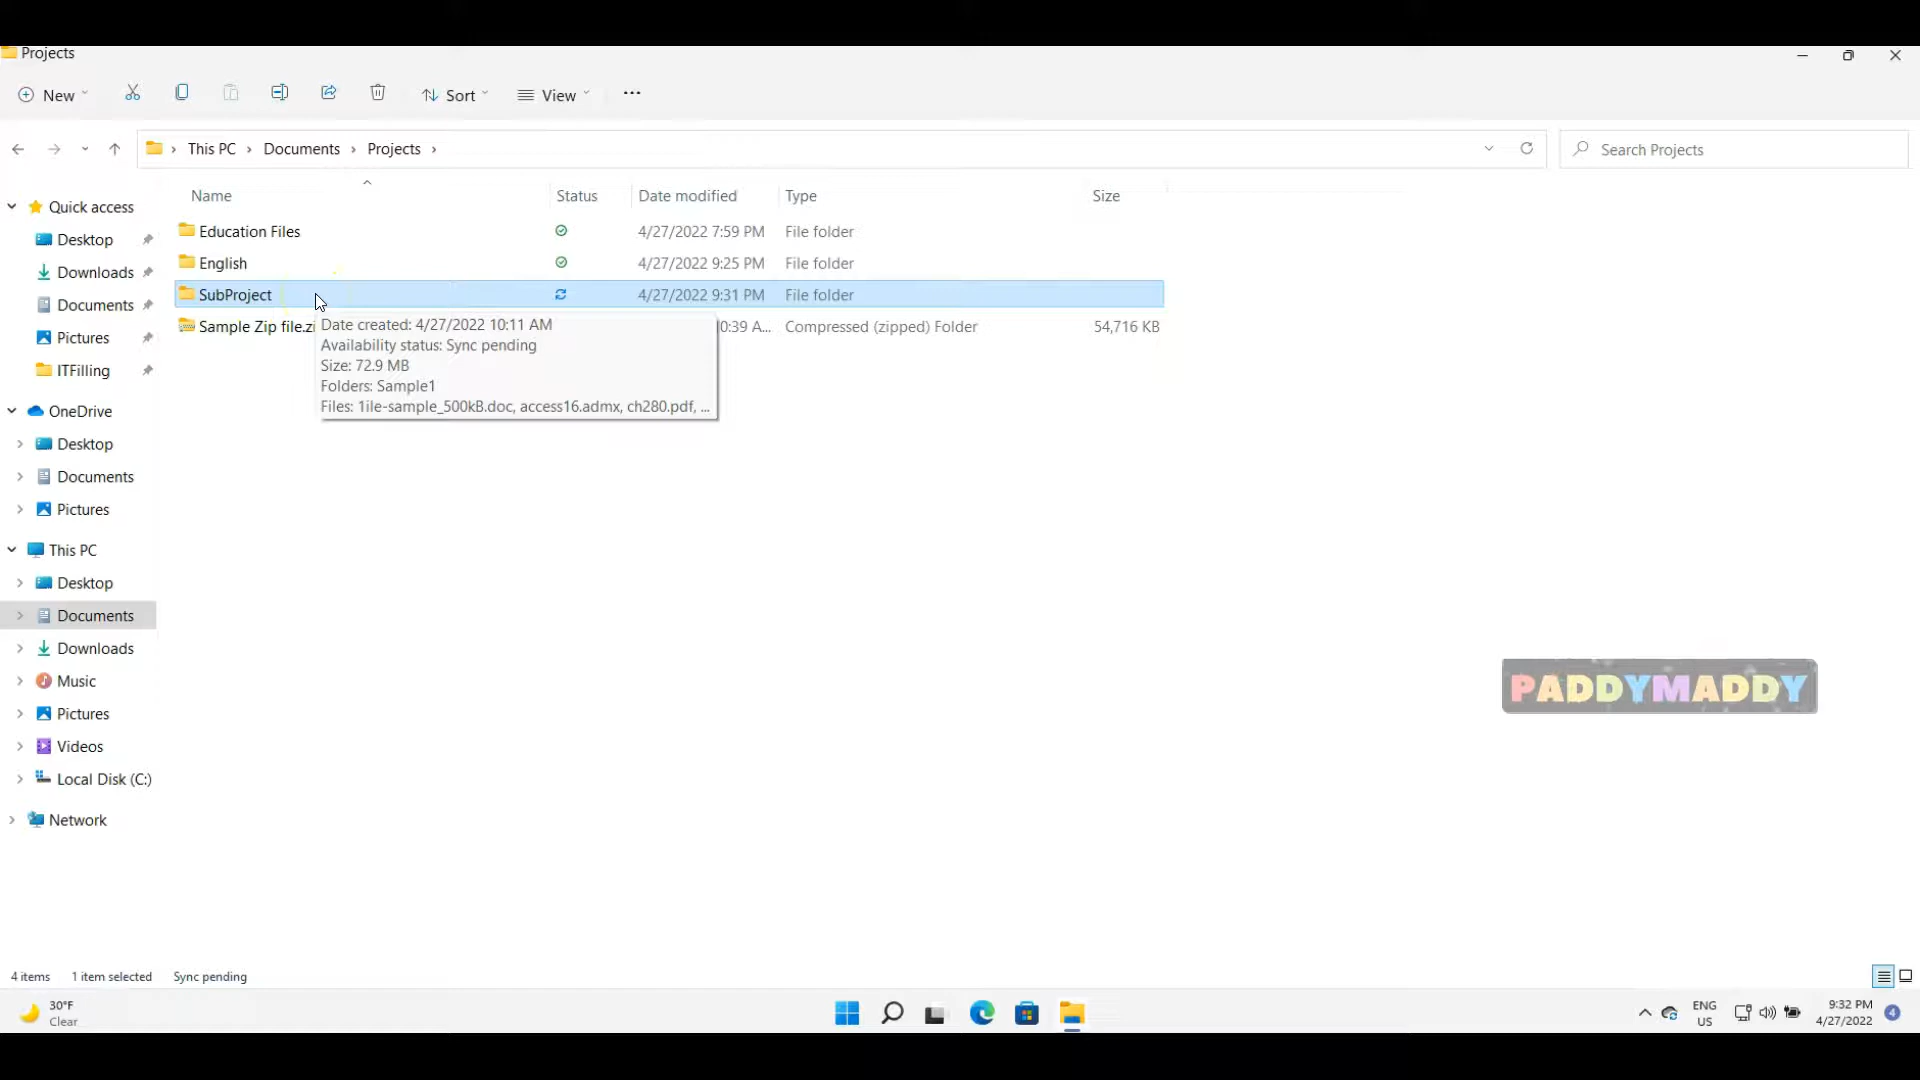 Projects
New
Sort
View
This PC
Documents
Projects
Search Projects
Name
Status
Date modified
Type
Size
Education Files
4/27/2022 7:59 PM
File folder
English
4/27/2022 9:25 PM
File folder
SubProject
4/27/2022 9:31 PM
File folder
Sample Zip file.zi
0:39 A...
Compressed (zipped) Folder
54,716 KB
Date created: 4/27/2022 10:11 AM
Availability status: Sync pending
Size: 72.9 MB
Folders: Sample1
Files: 1ile-sample_500kB.doc, access16.admx, ch280.pdf, ...
Quick access
Desktop
Downloads
Documents
Pictures
ITFilling
OneDrive
Desktop
Documents
Pictures
This PC
Desktop
Documents
Downloads
Music
Pictures
Videos
Local Disk (C:)
Network
PADDYMADDY
4 items
1 item selected
Sync pending
30°F
Clear
ENG
US
9:32 PM
4/27/2022
4